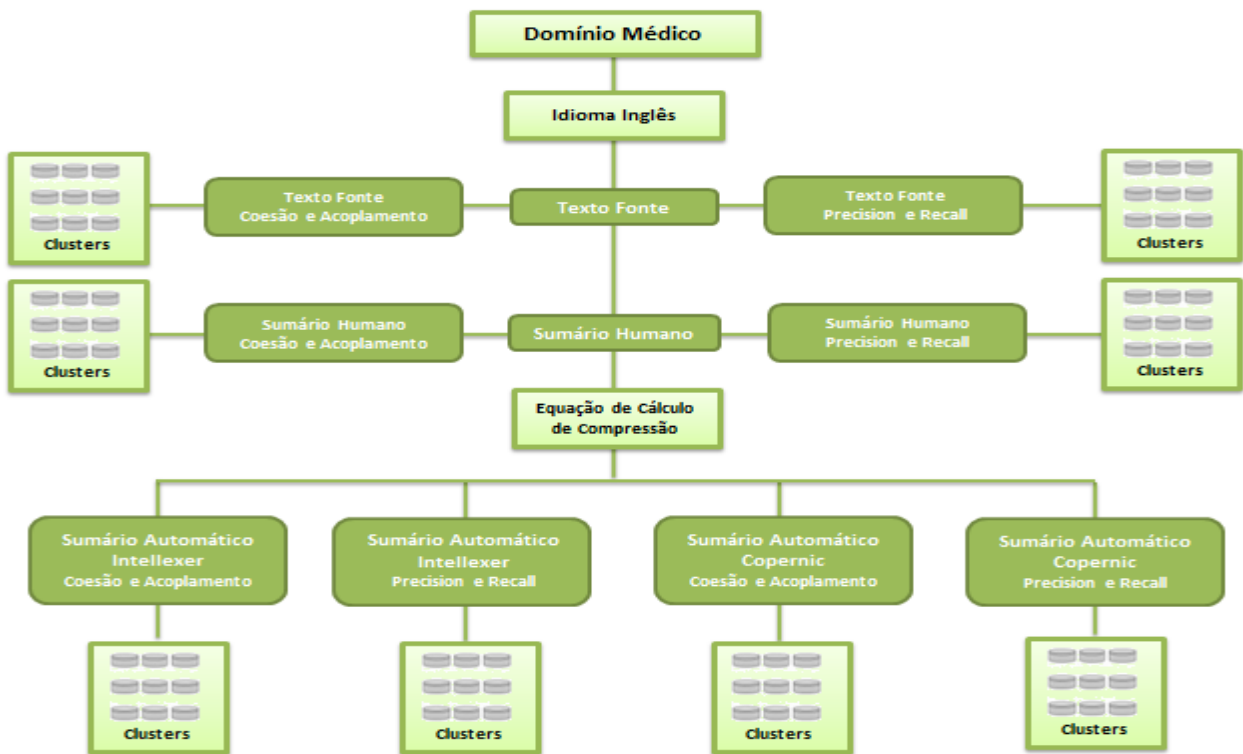 Domínio Médico
Idioma Inglês
Texto Fonte
Coesão e Acoplamento
Texto Fonte
Texto Fonte
Precision e Recall
Clusters
Clusters
Sumário Humano
Coesão e Acoplamento
Sumário Humano
Sumário Humano
Precision e Recall
Clusters
Clusters
Equação de Cálculo
de Compressão
Sumário Automático
Intellexer
Coesão e Acoplamento
Sumário Automático
Intellexer
Precision e Recall
Sumário Automático
Copernic
Coesão e Acoplamento
Sumário Automático
Copernic
Precision e Recall
Clusters
Clusters
Clusters
Clusters